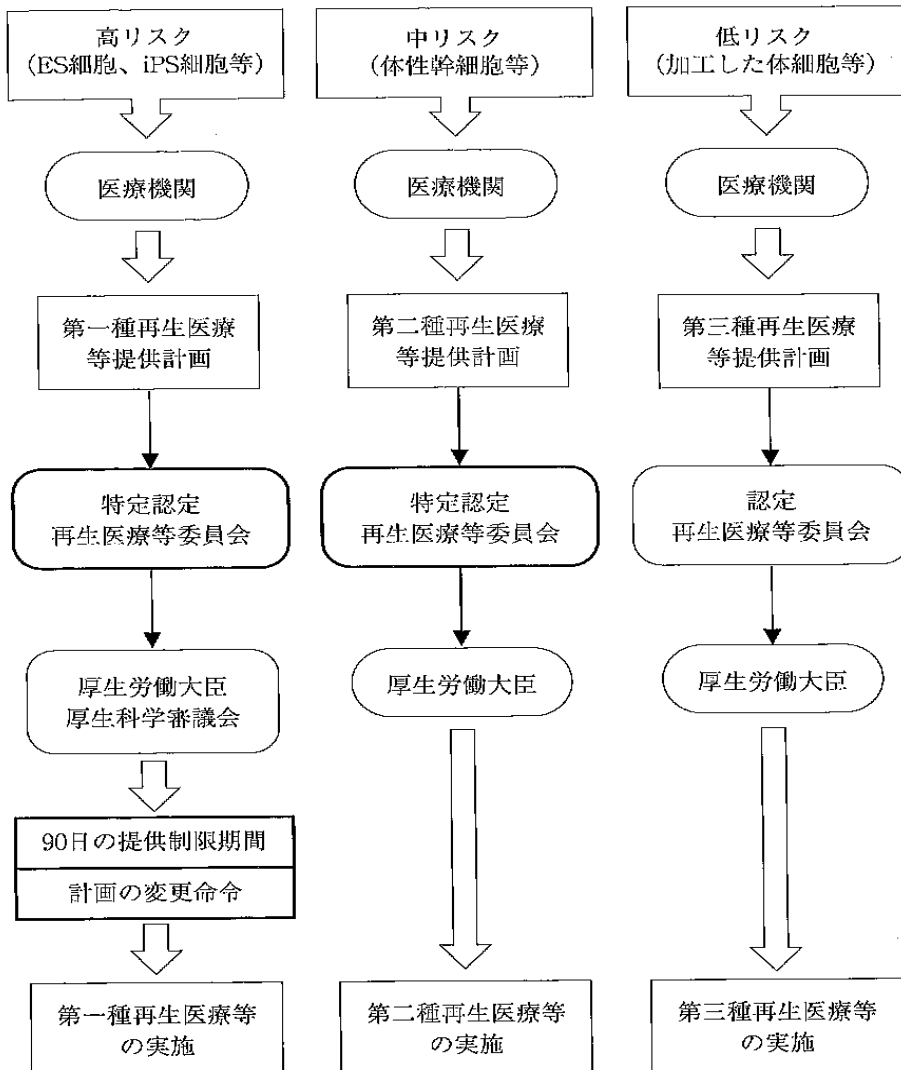 高リスク
(ES細胞、iPS細胞等)
医療機関
第一種再生医療
等提供計画
特定認定
再生医療等委員会
厚生労働大臣
厚生科学審議会
90日の提供制限期間
計画の変更命令
第一種再生医療等
の実施
中リスク
(体性幹細胞等)
医療機関
第二種再生医療
等提供計画
特定認定
再生医療等委員会
厚生労働大臣
第二種再生医療等
の実施
低リスク
(加工した体細胞等)
医療機関
第三種再生医療
等提供計画
認定
再生医療等委員会
厚生労働大臣
第三種再生医療等
の実施